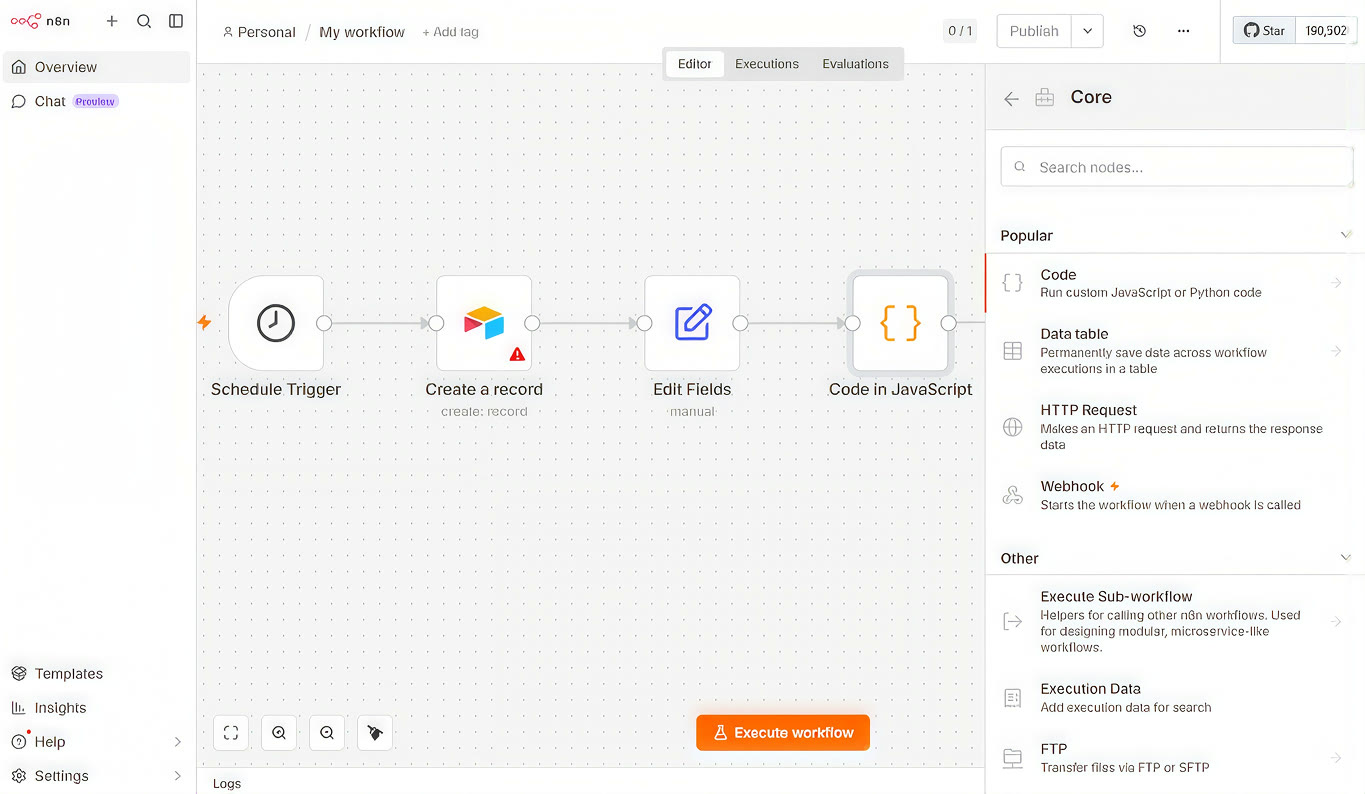 n8n
Personal / My workflow + Add tag
0 / 1
Publish
Star 190,502
Editor Executions Evaluations
Overview
Chat Preview
Core
Search nodes...
Popular
Code
Run custom JavaScript or Python code
Data table
Permanently save data across workflow
executions in a table
HTTP Request
Makes an HTTP request and returns the response
data
Webhook
Starts the workflow when a webhook is called
Other
Execute Sub-workflow
Helpers for calling other n8n workflows. Used
for designing modular, microservice-like
workflows.
Execution Data
Add execution data for search
FTP
Transfer files via FTP or SFTP
Schedule Trigger
Create a record
create: record
Edit Fields
manual
Code in JavaScript
Execute workflow
Logs
Templates
Insights
Help
Settings